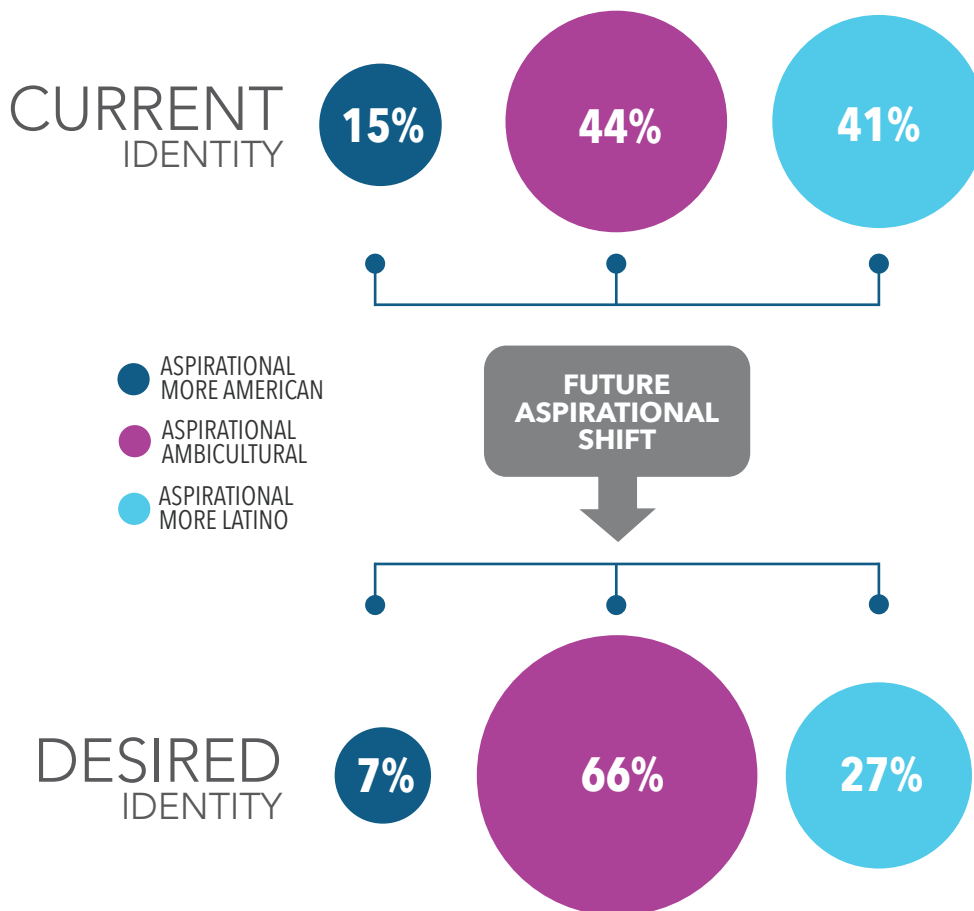 CURRENT
IDENTITY
15%
44%
41%
ASPIRATIONAL
MORE AMERICAN
ASPIRATIONAL
AMBICULTURAL
ASPIRATIONAL
MORE LATINO
FUTURE
ASPIRATIONAL
SHIFT
DESIRED
IDENTITY
7%
66%
27%